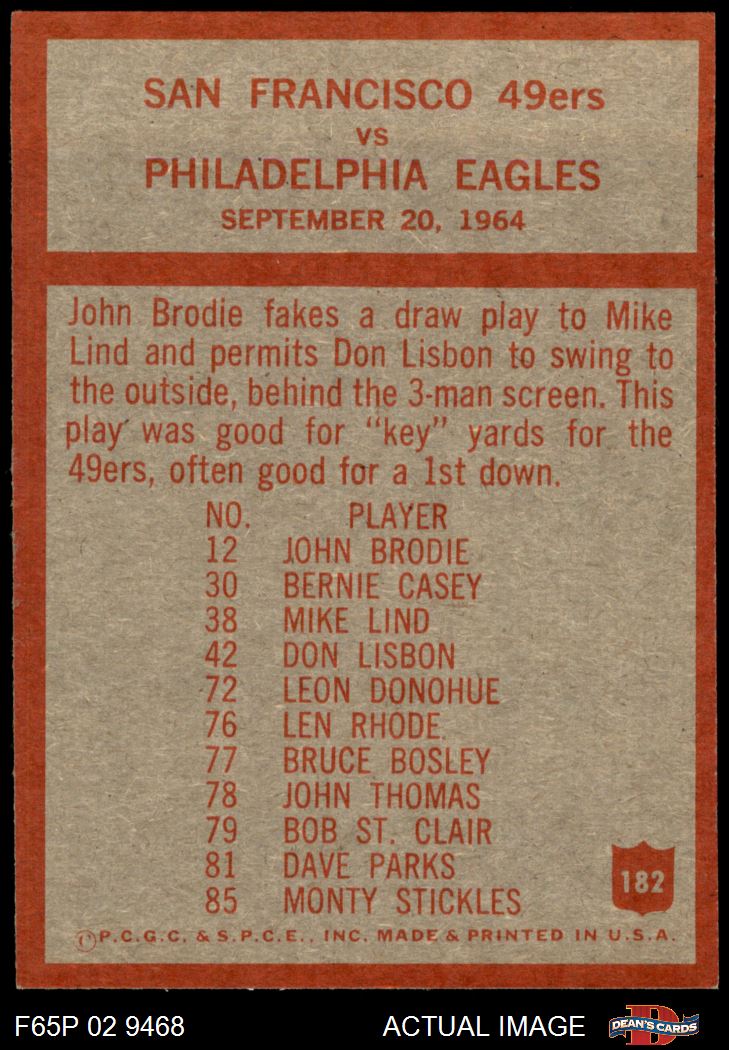 SAN FRANCISCO 49ers
VS
PHILADELPHIA EAGLES
SEPTEMBER 20, 1964
John Brodie fakes a draw play to Mike
Lind and permits Don Lisbon to swing to
the outside, behind the 3-man screen. This
play was good for "key" yards for the
49ers, often good for a 1st down.
NO. PLAYER
12 JOHN BRODIE
30 BERNIE CASEY
38 MIKE LIND
42 DON LISBON
72 LEON DONOHUE
76 LEN RHODE
77 BRUCE BOSLEY
78 JOHN THOMAS
79 BOB ST. CLAIR
81 DAVE PARKS
85 MONTY STICKLES
182
©P.C.G.C. & S.P.C.E., INC. MADE & PRINTED IN U.S.A.
F65P 02 9468 ACTUAL IMAGE DEAN'S CARDS